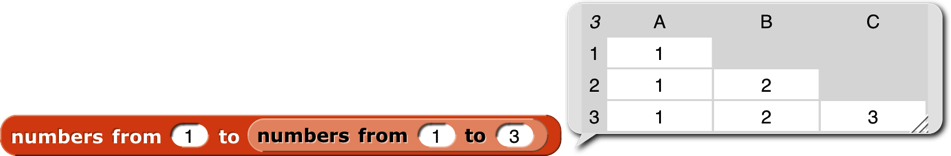 3 A B C
1 1
2 1 2
3 1 2 3
numbers from 1 to numbers from 1 to 3